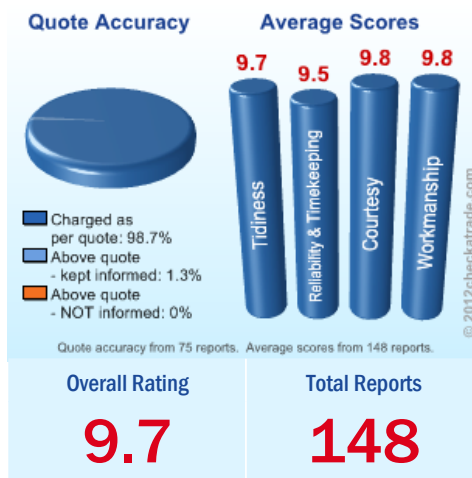 Quote Accuracy
Average Scores
9.7
9.5
9.8
9.8
Tidiness
Reliability & Timekeeping
Courtesy
Workmanship
Charged as
per quote: 98.7%
Above quote
- kept informed: 1.3%
Above quote
- NOT informed: 0%
© 2012checkatrade.com
Quote accuracy from 75 reports. Average scores from 148 reports.
Overall Rating
9.7
Total Reports
148